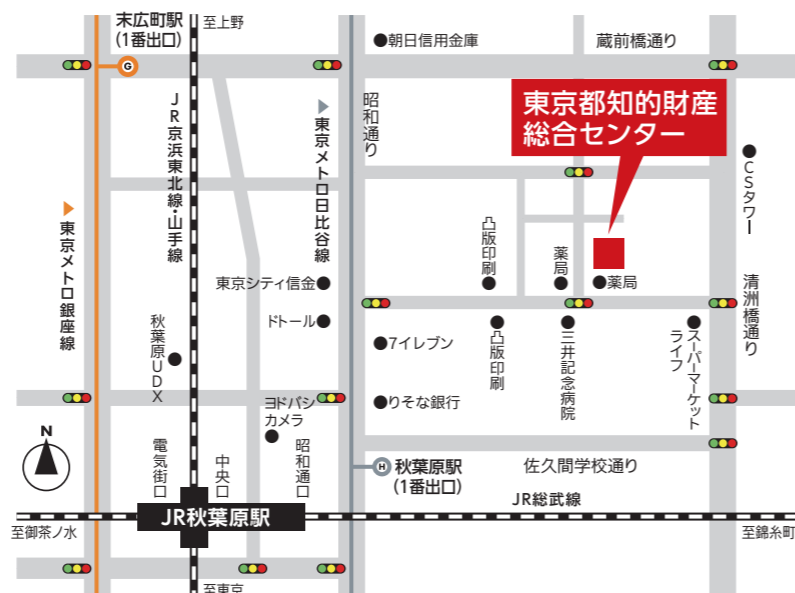 末広町駅
(1番出口)
至上野
朝日信用金庫
蔵前橋通り
G
JR京浜東北線・山手線
東京メトロ日比谷線
昭和通り
東京都知的財産
総合センター
CSタワー
東京メトロ銀座線
凸版印刷
薬局
薬局
清洲橋通り
東京シティ信金
ドトール
秋葉原UDX
7イレブン
凸版印刷
三井記念病院
スーパーマーケット
ライフ
ヨドバシ
カメラ
りそな銀行
N
電気街口
中央口
昭和通口
H
秋葉原駅
(1番出口)
佐久間学校通り
JR秋葉原駅
JR総武線
至御茶ノ水
至錦糸町
至東京